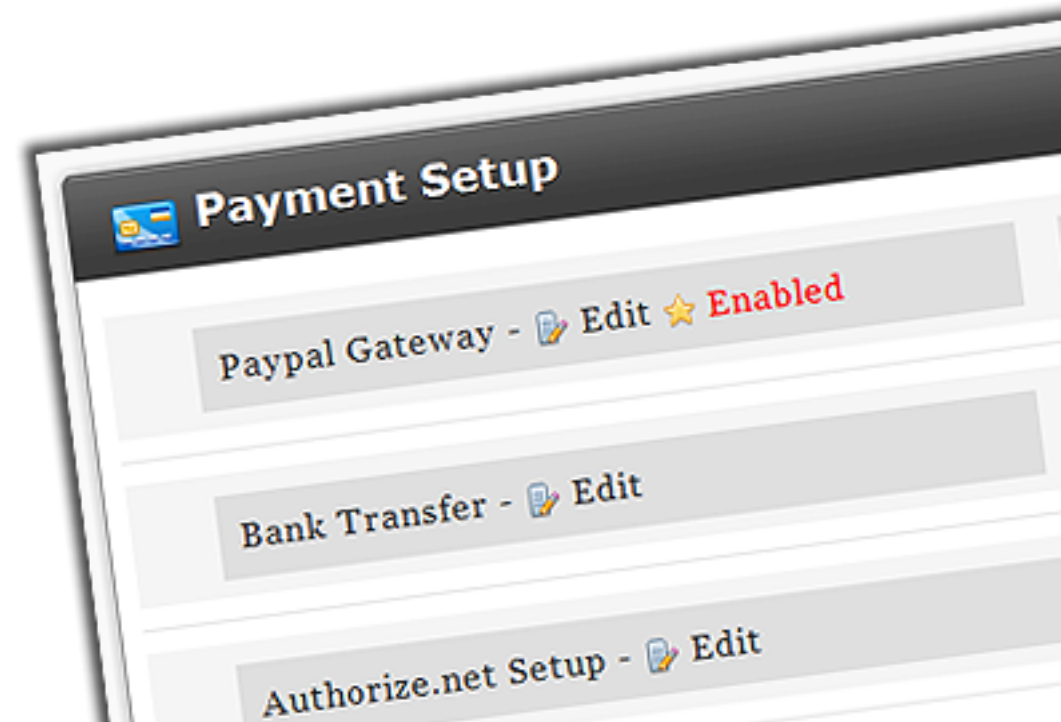 Payment Setup
Paypal Gateway - Edit Enabled
Bank Transfer - Edit
Authorize.net Setup - Edit